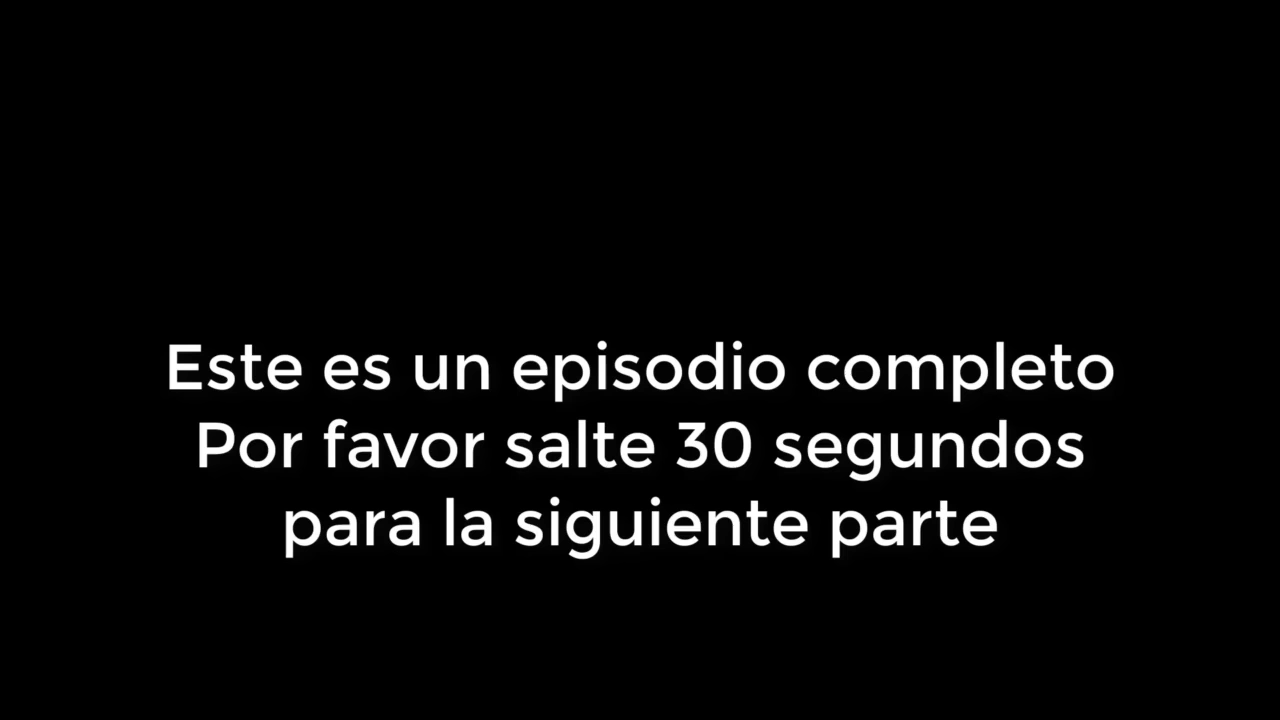 Este es un episodio completo
Por favor salte 30 segundos
para la siguiente parte